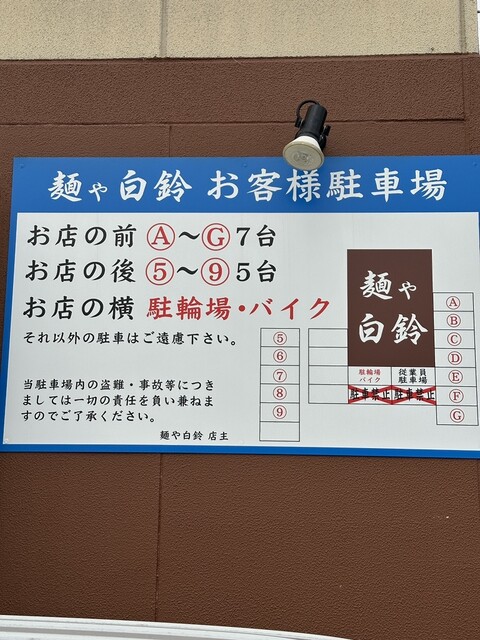 麺や白鈴 お客様駐車場
お店の前 Ⓐ〜Ⓖ 7台
お店の後 ⑤〜⑨ 5台
お店の横 駐輪場・バイク
それ以外の駐車はご遠慮下さい。
当駐車場内の盗難・事故等につき
ましては一切の責任を負い兼ねま
すのでご了承ください。
麺や白鈴 店主
⑤
⑥
⑦
⑧
⑨
麺や
白鈴
駐輪場
バイク
従業員
駐車場
駐車禁止
駐車禁止
Ⓐ
Ⓑ
Ⓒ
Ⓓ
Ⓔ
Ⓕ
Ⓖ